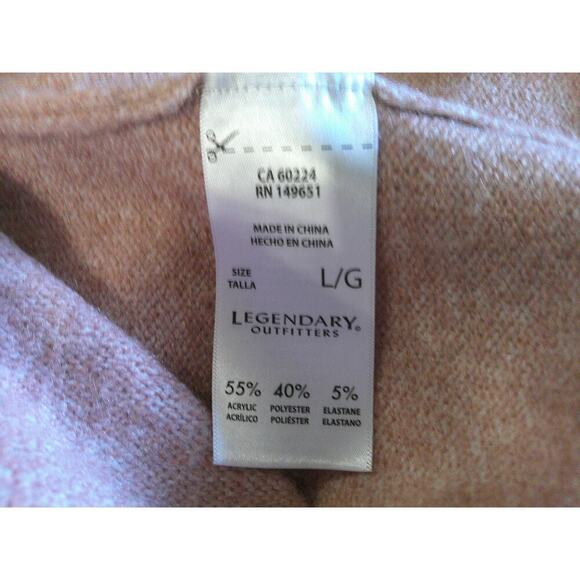 CA 60224
RN 149651
MADE IN CHINA
HECHO EN CHINA
SIZE
TALLA
L/G
LEGENDARY®
OUTFITTERS
55% 40% 5%
ACRYLIC POLYESTER ELASTANE
ACRÍLICO POLIÉSTER ELASTANO